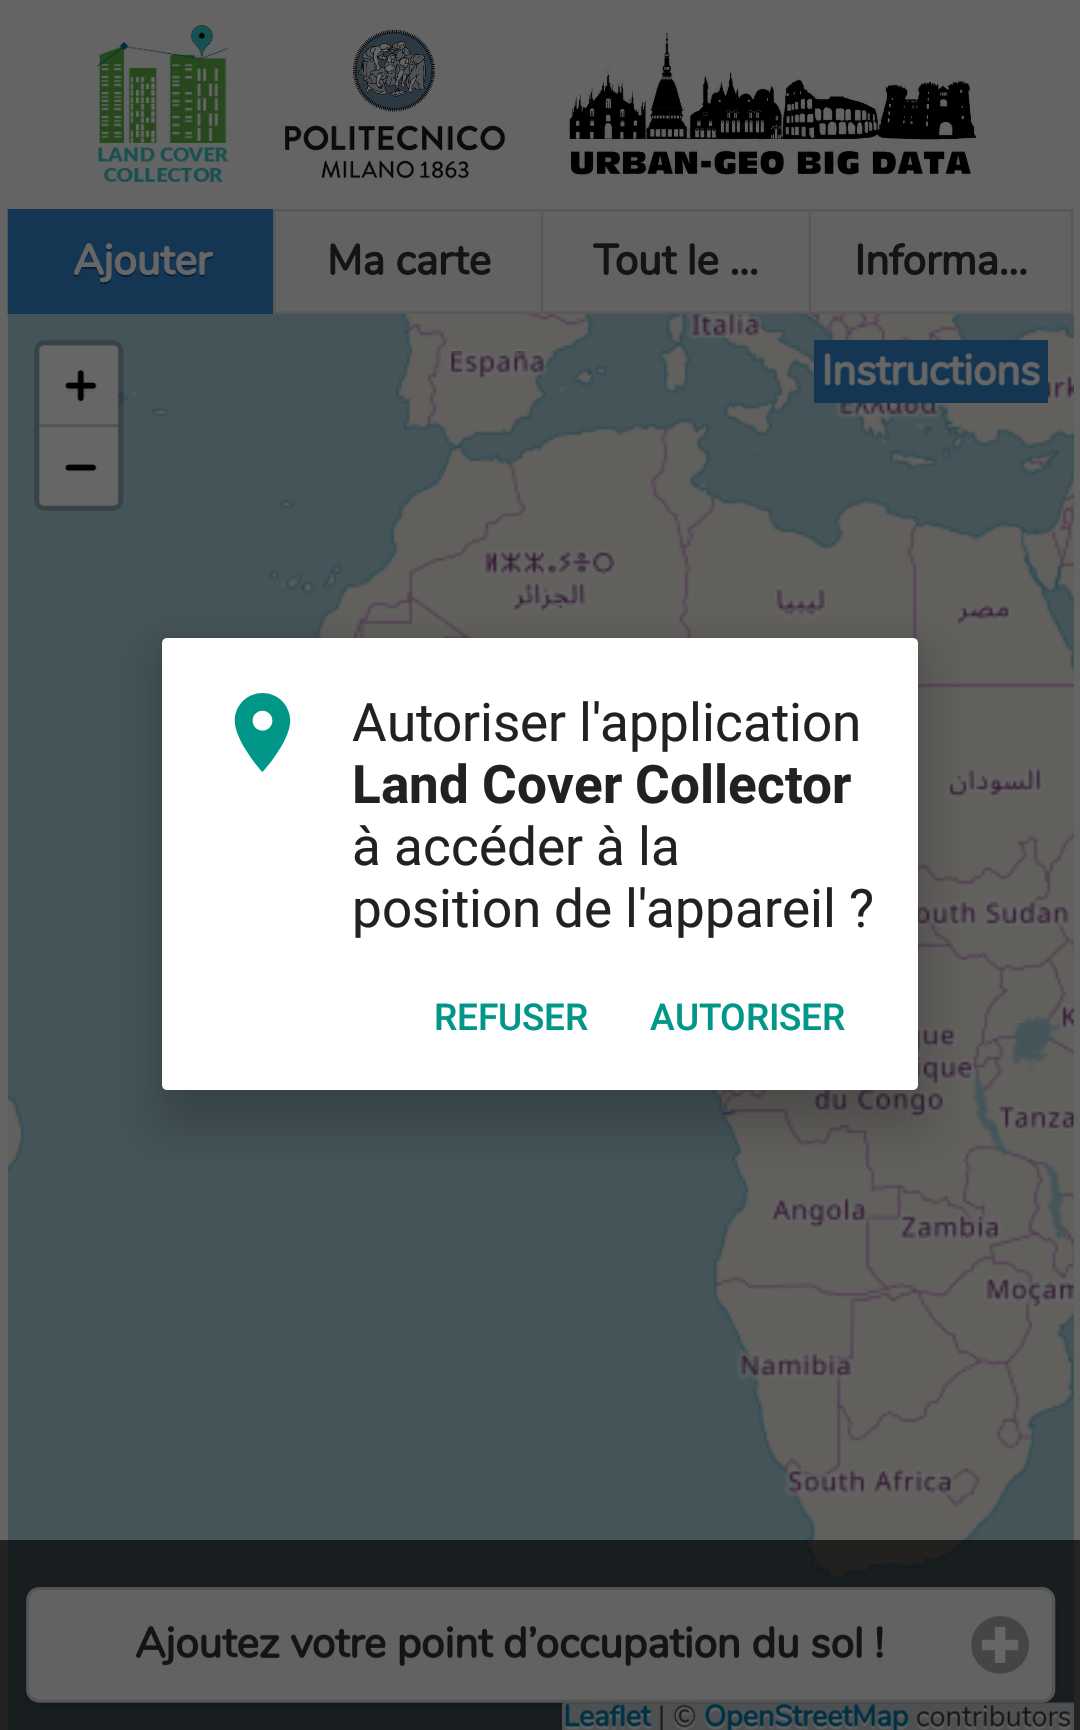 LAND COVER
COLLECTOR
POLITECNICO
MILANO 1863
URBAN-GEO BIG DATA
Ajouter
Ma carte
Tout le ...
Informa...
+
−
Instructions
Italia
España
Ελλάδα
ⵍⵣⵣⴰⵢⴻⵔ
الجزائر
ليبيا
مصر
Autoriser l'application
Land Cover Collector
à accéder à la
position de l'appareil ?
REFUSER
AUTORISER
السودان
outh Sudan
que
que
du Congo
Tanza
Angola
Zambia
Moçam
Namibia
South Africa
Ajoutez votre point d’occupation du sol !
Leaflet | © OpenStreetMap contributors